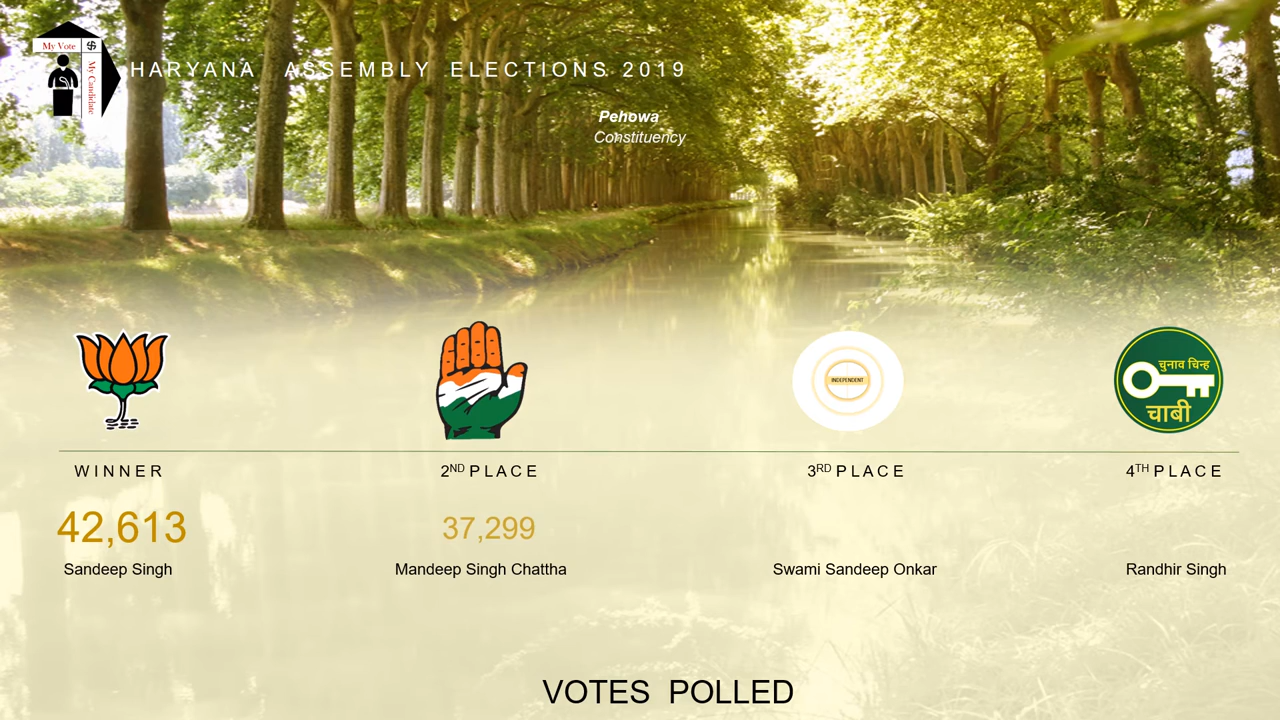 My Vote
My Candidate
HARYANA ASSEMBLY ELECTIONS 2019
Pehowa
Constituency
INDEPENDENT
चुनाव चिन्ह
चाबी
WINNER
2ND PLACE
3RD PLACE
4TH PLACE
42,613
37,299
Sandeep Singh
Mandeep Singh Chattha
Swami Sandeep Onkar
Randhir Singh
VOTES POLLED